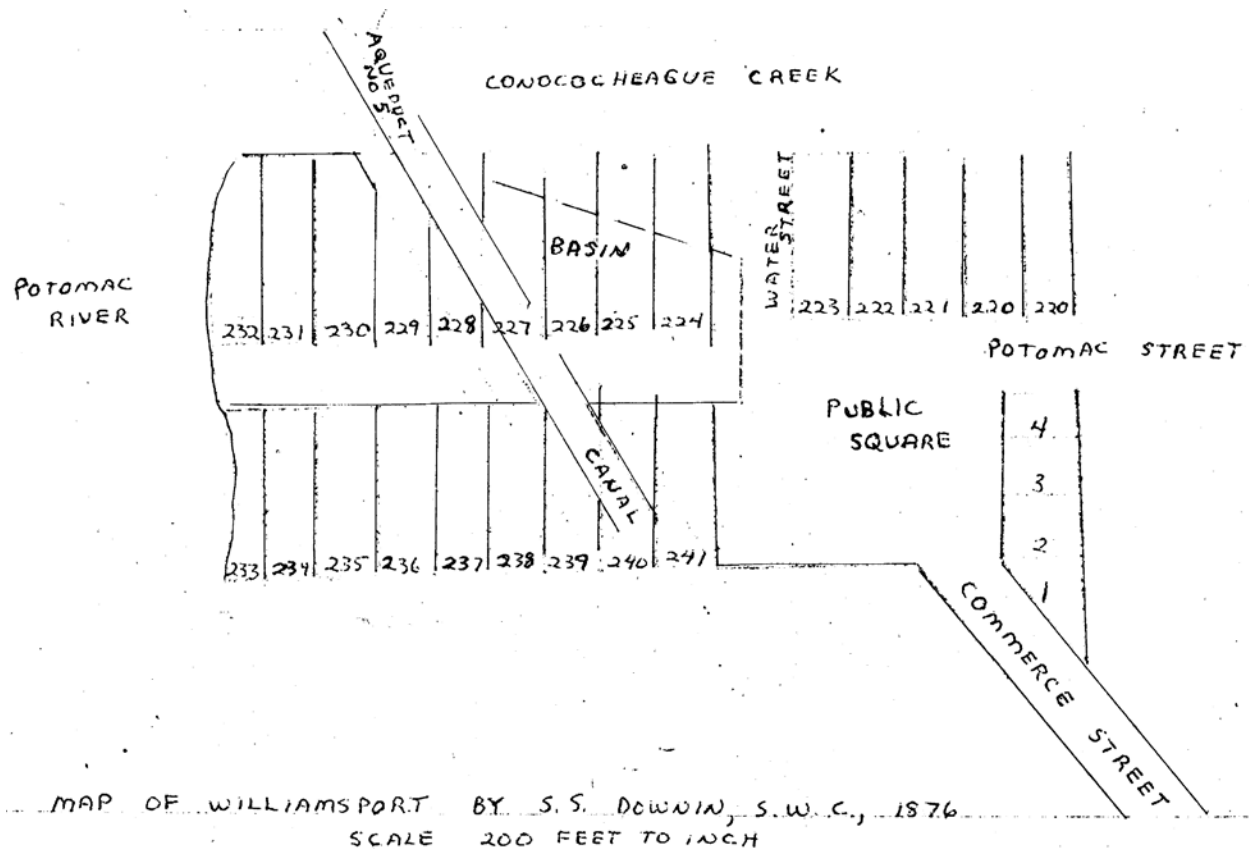 AQUEDUCT
NO 5
CONOCOCHEAGUE CREEK
WATER
STREET
BASIN
POTOMAC
RIVER
232 231 230 229 228 227 226 225 224
223 222 221 220 220
POTOMAC STREET
PUBLIC
SQUARE
4
3
2
1
CANAL
233 234 235 236 237 238 239 240 241
COMMERCE STREET
MAP OF WILLIAMSPORT BY S.S. DOWNIN, S.W.C., 1876
SCALE 200 FEET TO INCH